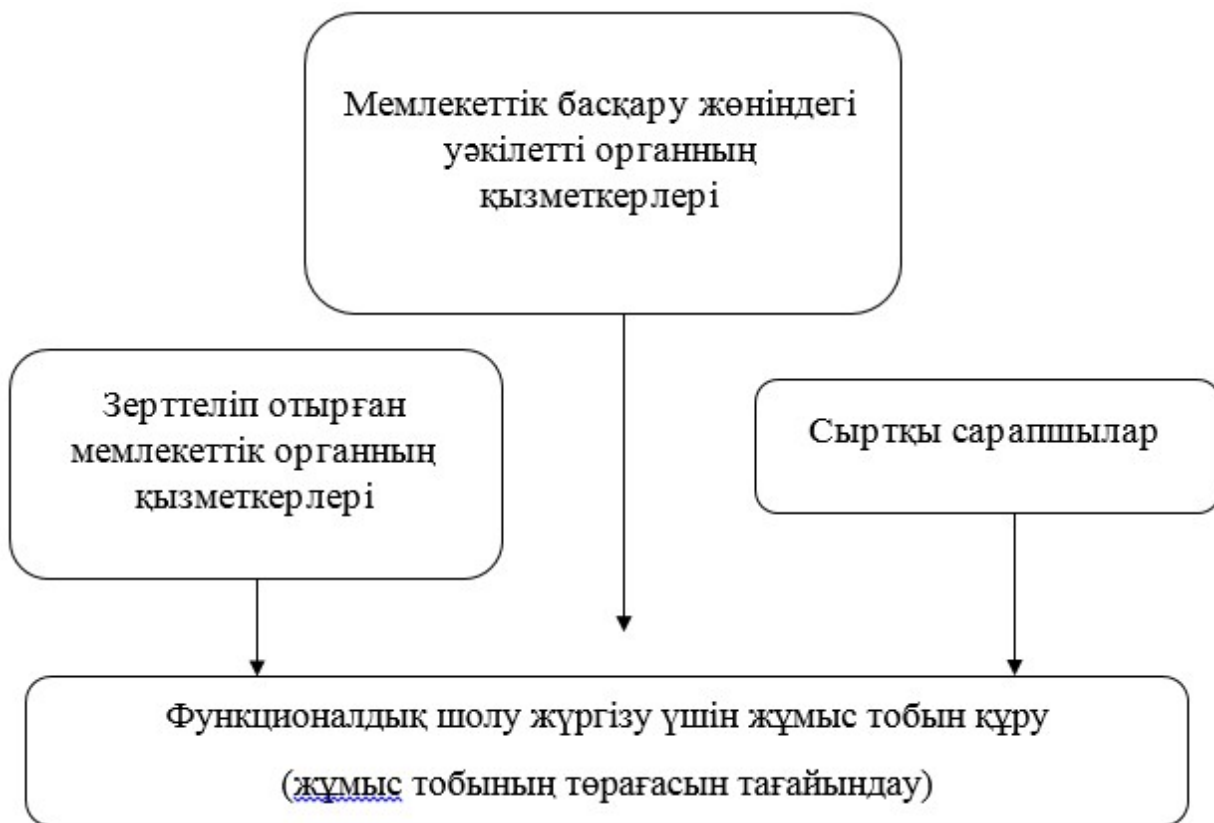 Мемлекеттік басқару жөніндегі
уәкілетті органның
қызметкерлері
Зерттеліп отырған
мемлекеттік органның
қызметкерлері
Сыртқы сарапшылар
Функционалдық шолу жүргізу үшін жұмыс тобын құру
(жұмыс тобының төрағасын тағайындау)